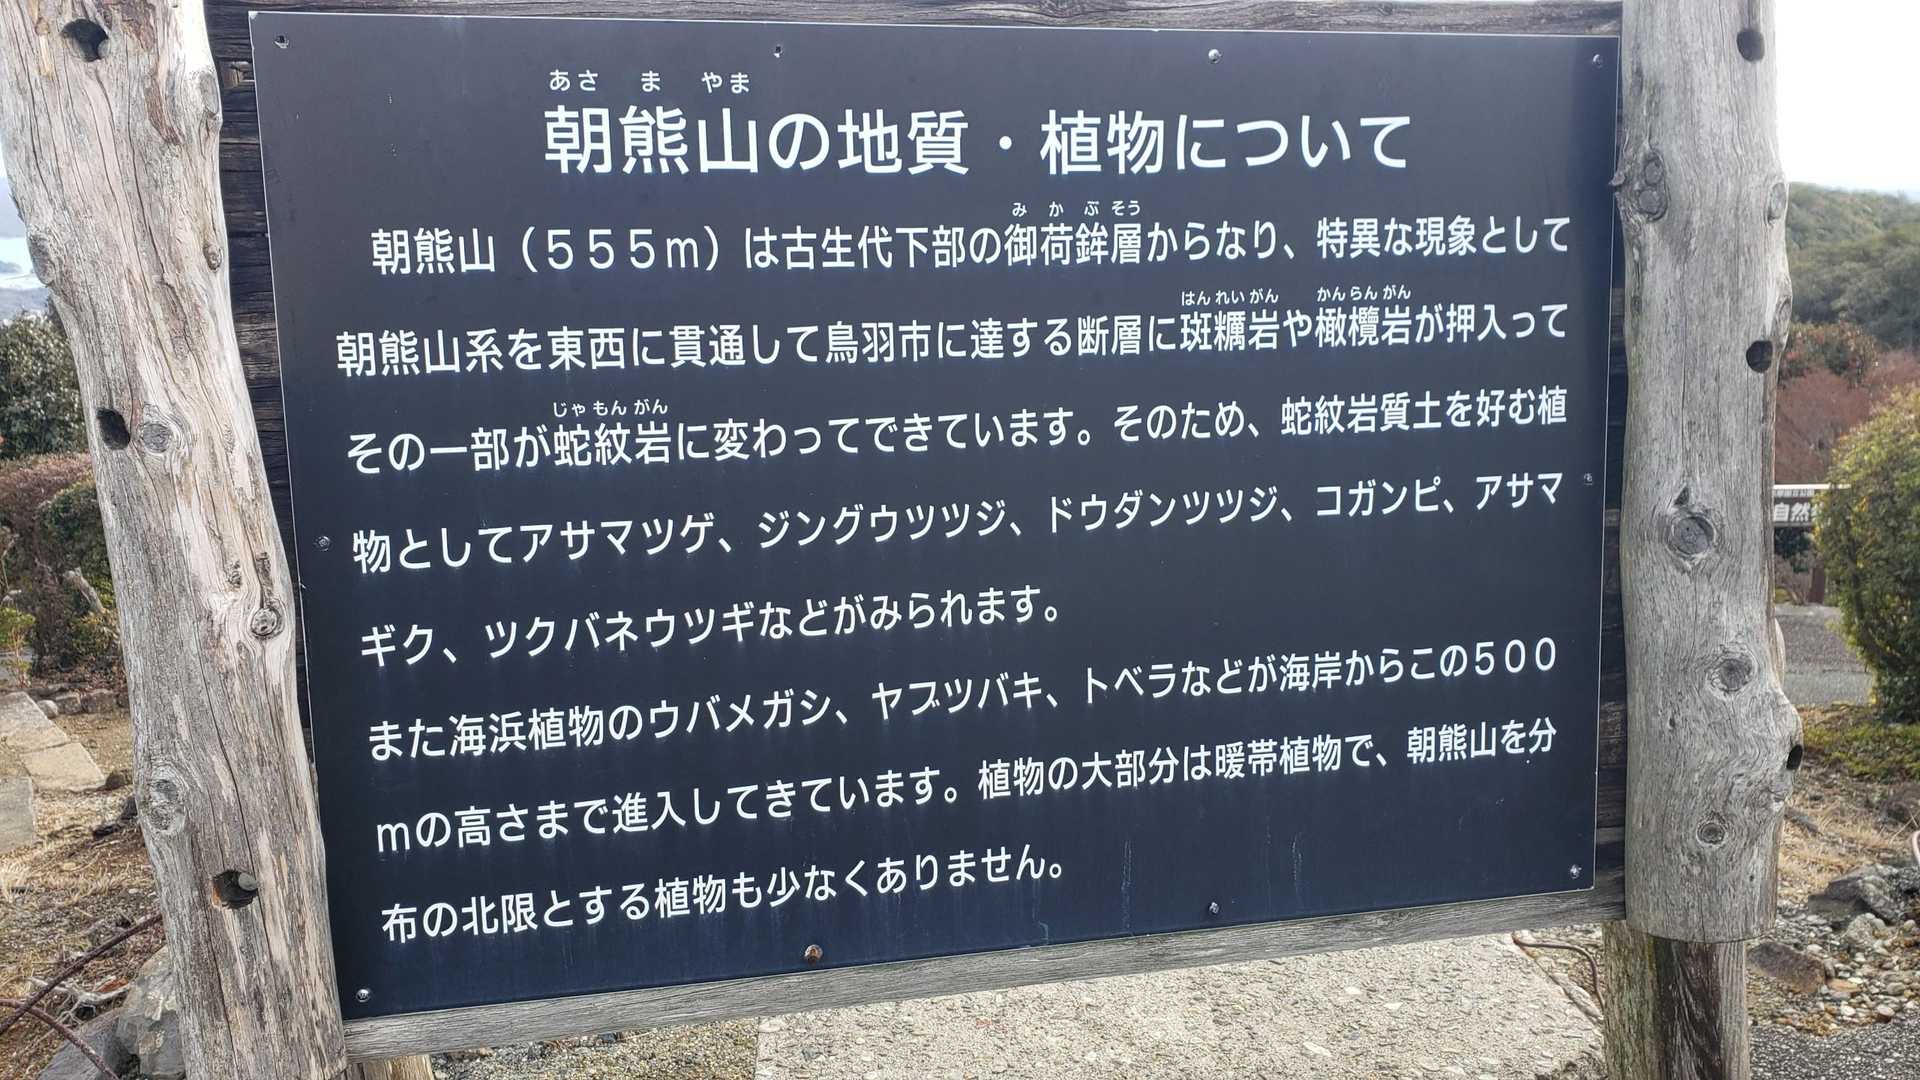 あさ ま やま
朝熊山の地質・植物について
み か ぶ そう
朝熊山（５５５ｍ）は古生代下部の御荷鉾層からなり、特異な現象として
はんれいがん かんらんがん
朝熊山系を東西に貫通して鳥羽市に達する断層に斑糲岩や橄欖岩が押入って
じゃもんがん
その一部が蛇紋岩に変わってできています。そのため、蛇紋岩質土を好む植
物としてアサマツゲ、ジングウツツジ、ドウダンツツジ、コガンピ、アサマ
ギク、ツクバネウツギなどがみられます。
また海浜植物のウバメガシ、ヤブツバキ、トベラなどが海岸からこの５００
ｍの高さまで進入してきています。植物の大部分は暖帯植物で、朝熊山を分
布の北限とする植物も少なくありません。
自然